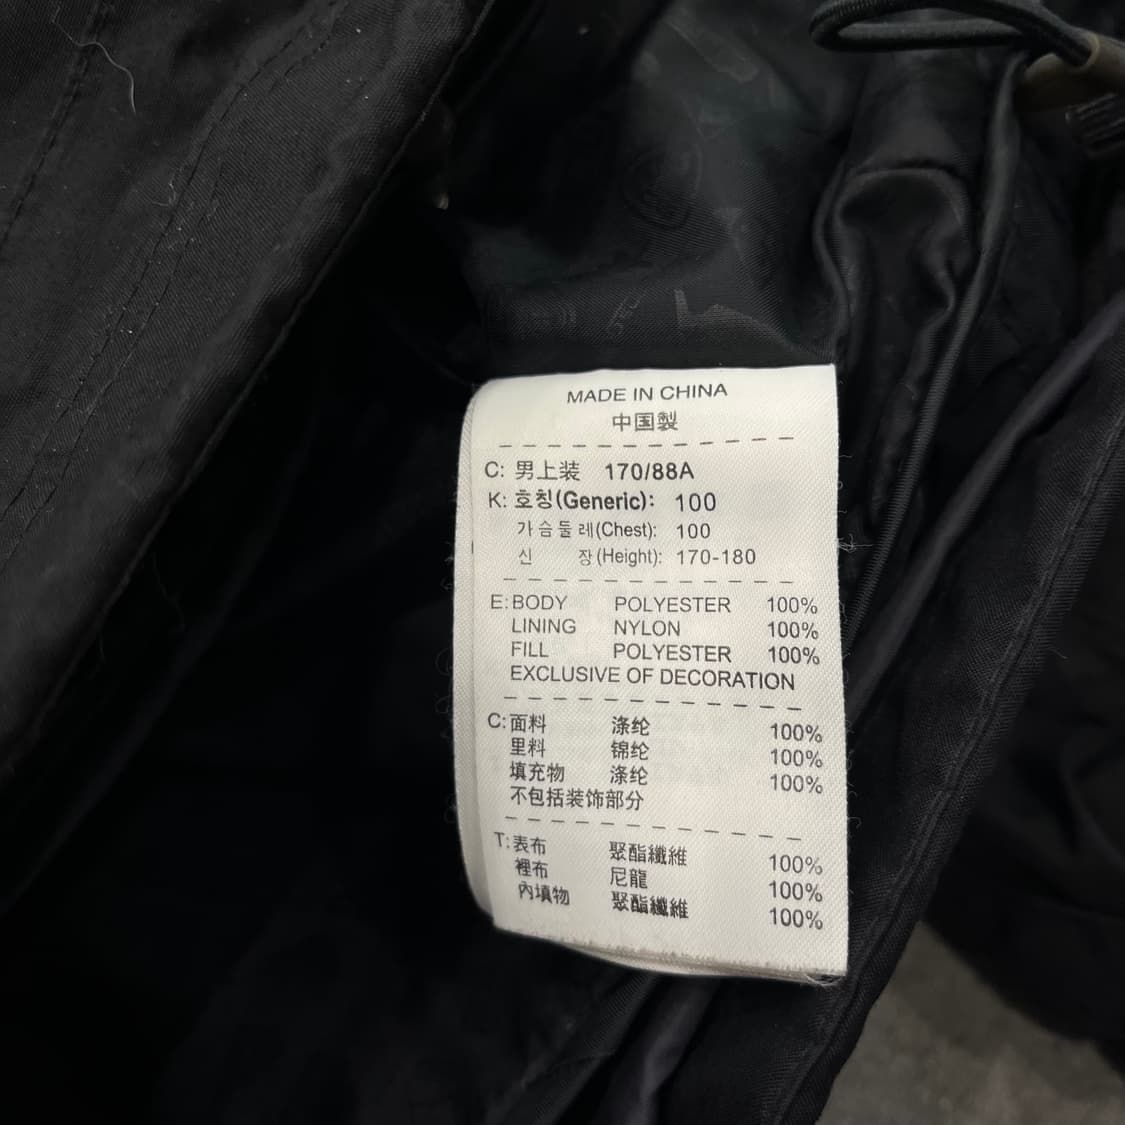 MADE IN CHINA
中国製
C: 男上装 170/88A
K: 호칭(Generic): 100
가슴둘레(Chest): 100
신 장(Height): 170-180
E: BODY POLYESTER 100%
LINING NYLON 100%
FILL POLYESTER 100%
EXCLUSIVE OF DECORATION
C: 面料 涤纶 100%
里料 锦纶 100%
填充物 涤纶 100%
不包括装饰部分
T: 表布 聚酯纖維 100%
裡布 尼龍 100%
內填物 聚酯纖維 100%